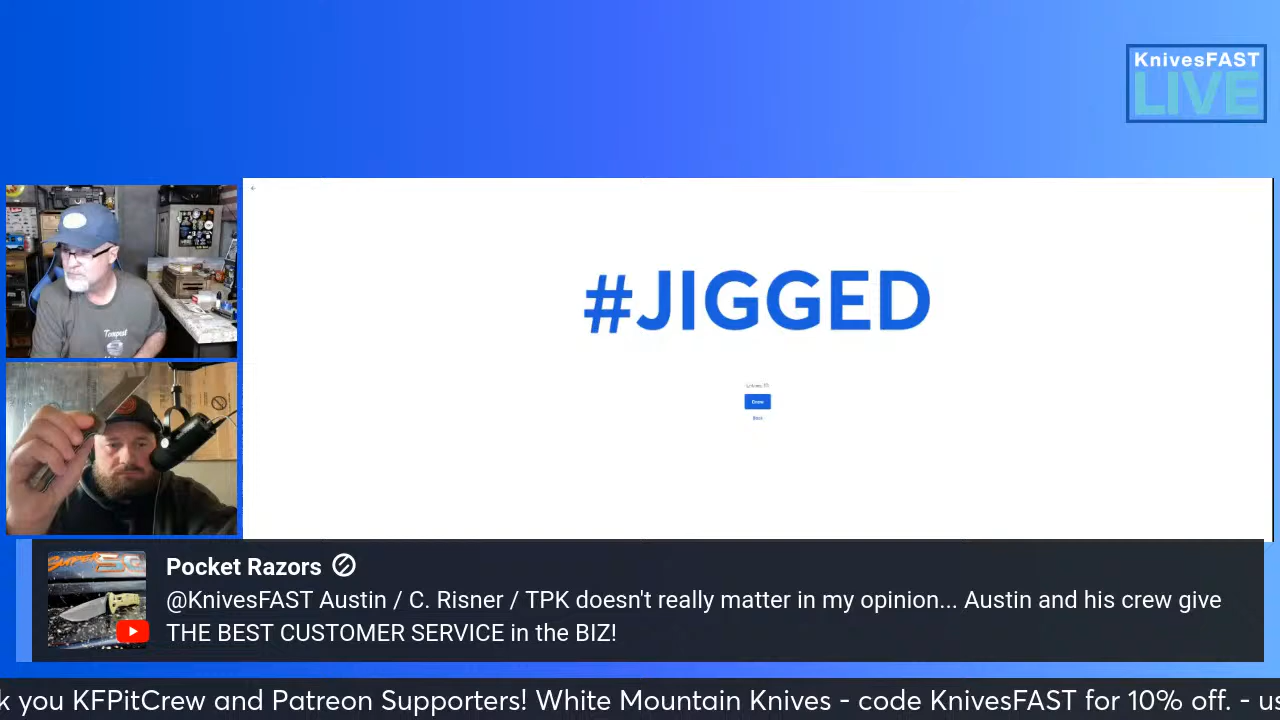 KnivesFAST
LIVE
#JIGGED
Draw
Tempest
Pocket Razors
@KnivesFAST Austin / C. Risner / TPK doesn't really matter in my opinion... Austin and his crew give
THE BEST CUSTOMER SERVICE in the BIZ!
k you KFPitCrew and Patreon Supporters! White Mountain Knives - code KnivesFAST for 10% off. - us